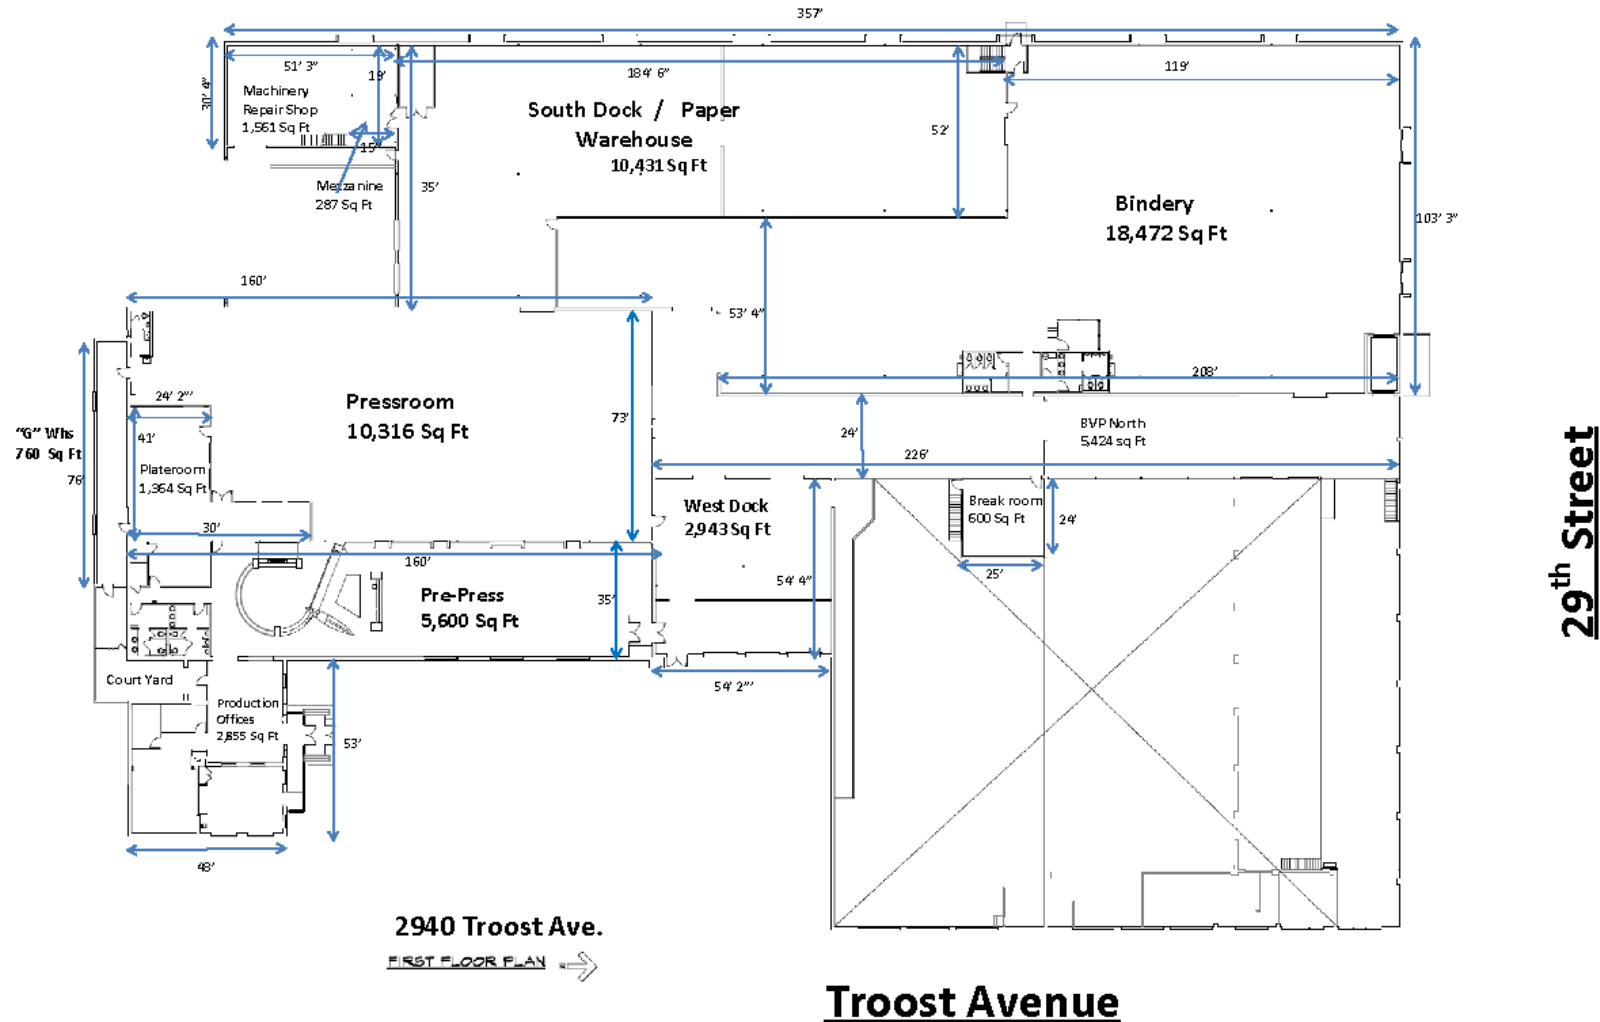 357'
51' 3"
19'
184' 6"
119'
30' 4"
Machinery
Repair Shop
1,561 Sq Ft
South Dock / Paper
Warehouse
10,431 Sq Ft
52'
15'
Mezzanine
287 Sq Ft
35'
Bindery
18,472 Sq Ft
103' 3"
160'
53' 4"
208'
24' 2"'
Pressroom
10,316 Sq Ft
73'
"G" Whs
760 Sq Ft
76'
41'
Plateroom
1,364 Sq Ft
24'
BVP North
5,424 sq Ft
226'
30'
West Dock
2,943 Sq Ft
Break room
600 Sq Ft
24'
25'
160'
54' 4"
Pre-Press
5,600 Sq Ft
35'
54' 2"'
Court Yard
Production
Offices
2,855 Sq Ft
53'
48'
29th Street
2940 Troost Ave.
FIRST FLOOR PLAN
Troost Avenue